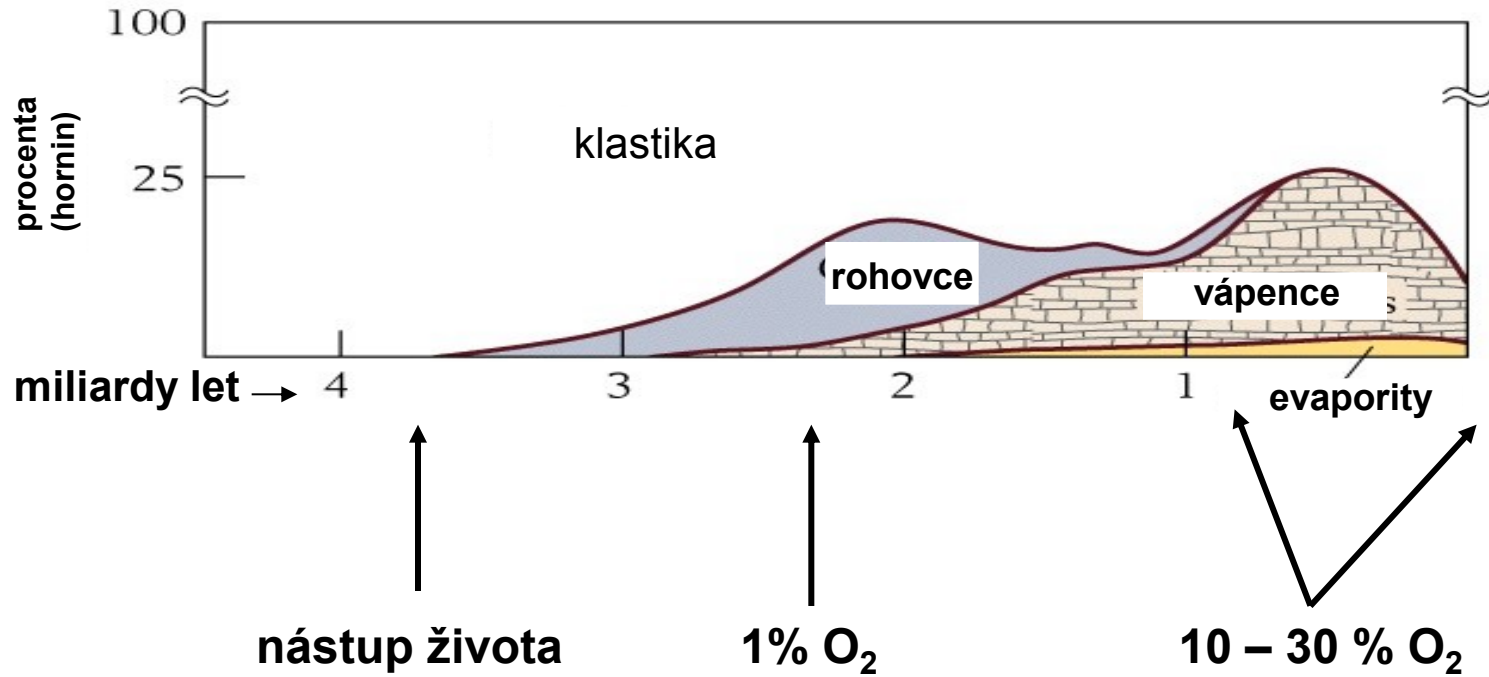 100
procenta
(hornin)
klastika
25
rohovce
vápence
s
miliardy let → 4 3 2 1
evapority
nástup života 1% O₂ 10 – 30 % O₂